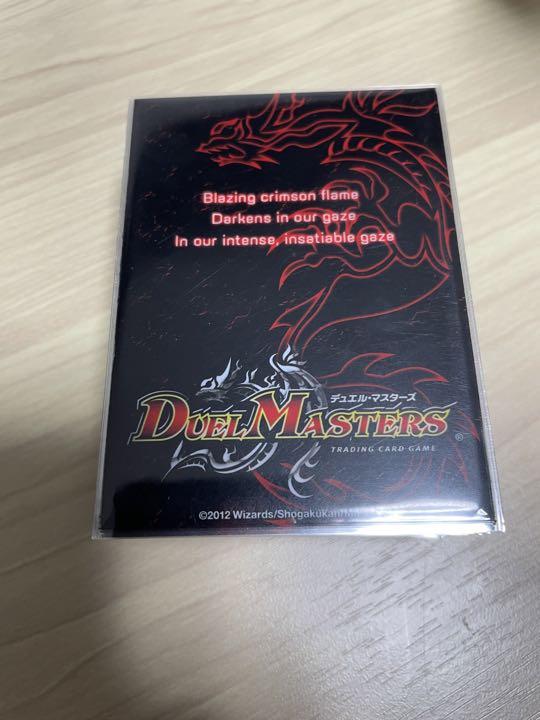 Blazing crimson flame
Darkens in our gaze
In our intense, insatiable gaze
デュエル・マスターズ
DUEL MASTERS
®
TRADING CARD GAME
©2012 Wizards/Shogakukan/